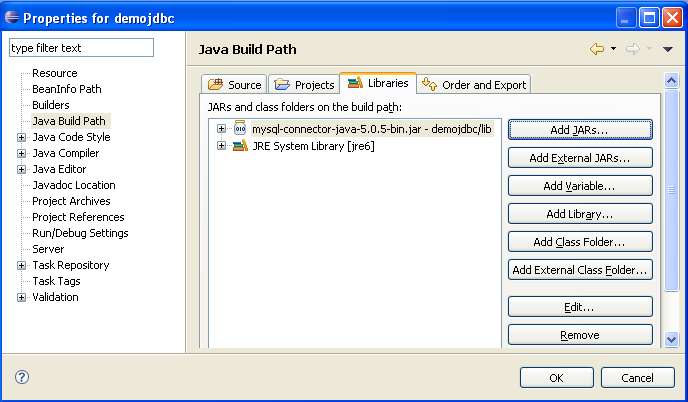 Properties for demojdbc
type filter text
Resource
BeanInfo Path
Builders
Java Build Path
Java Code Style
Java Compiler
Java Editor
Javadoc Location
Project Archives
Project References
Run/Debug Settings
Server
Task Repository
Task Tags
Validation
Java Build Path
Source
Projects
Libraries
Order and Export
JARs and class folders on the build path:
mysql-connector-java-5.0.5-bin.jar - demojdbc/lib
JRE System Library [jre6]
010
Add JARs...
Add External JARs...
Add Variable...
Add Library...
Add Class Folder...
Add External Class Folder...
Edit...
Remove
?
OK
Cancel